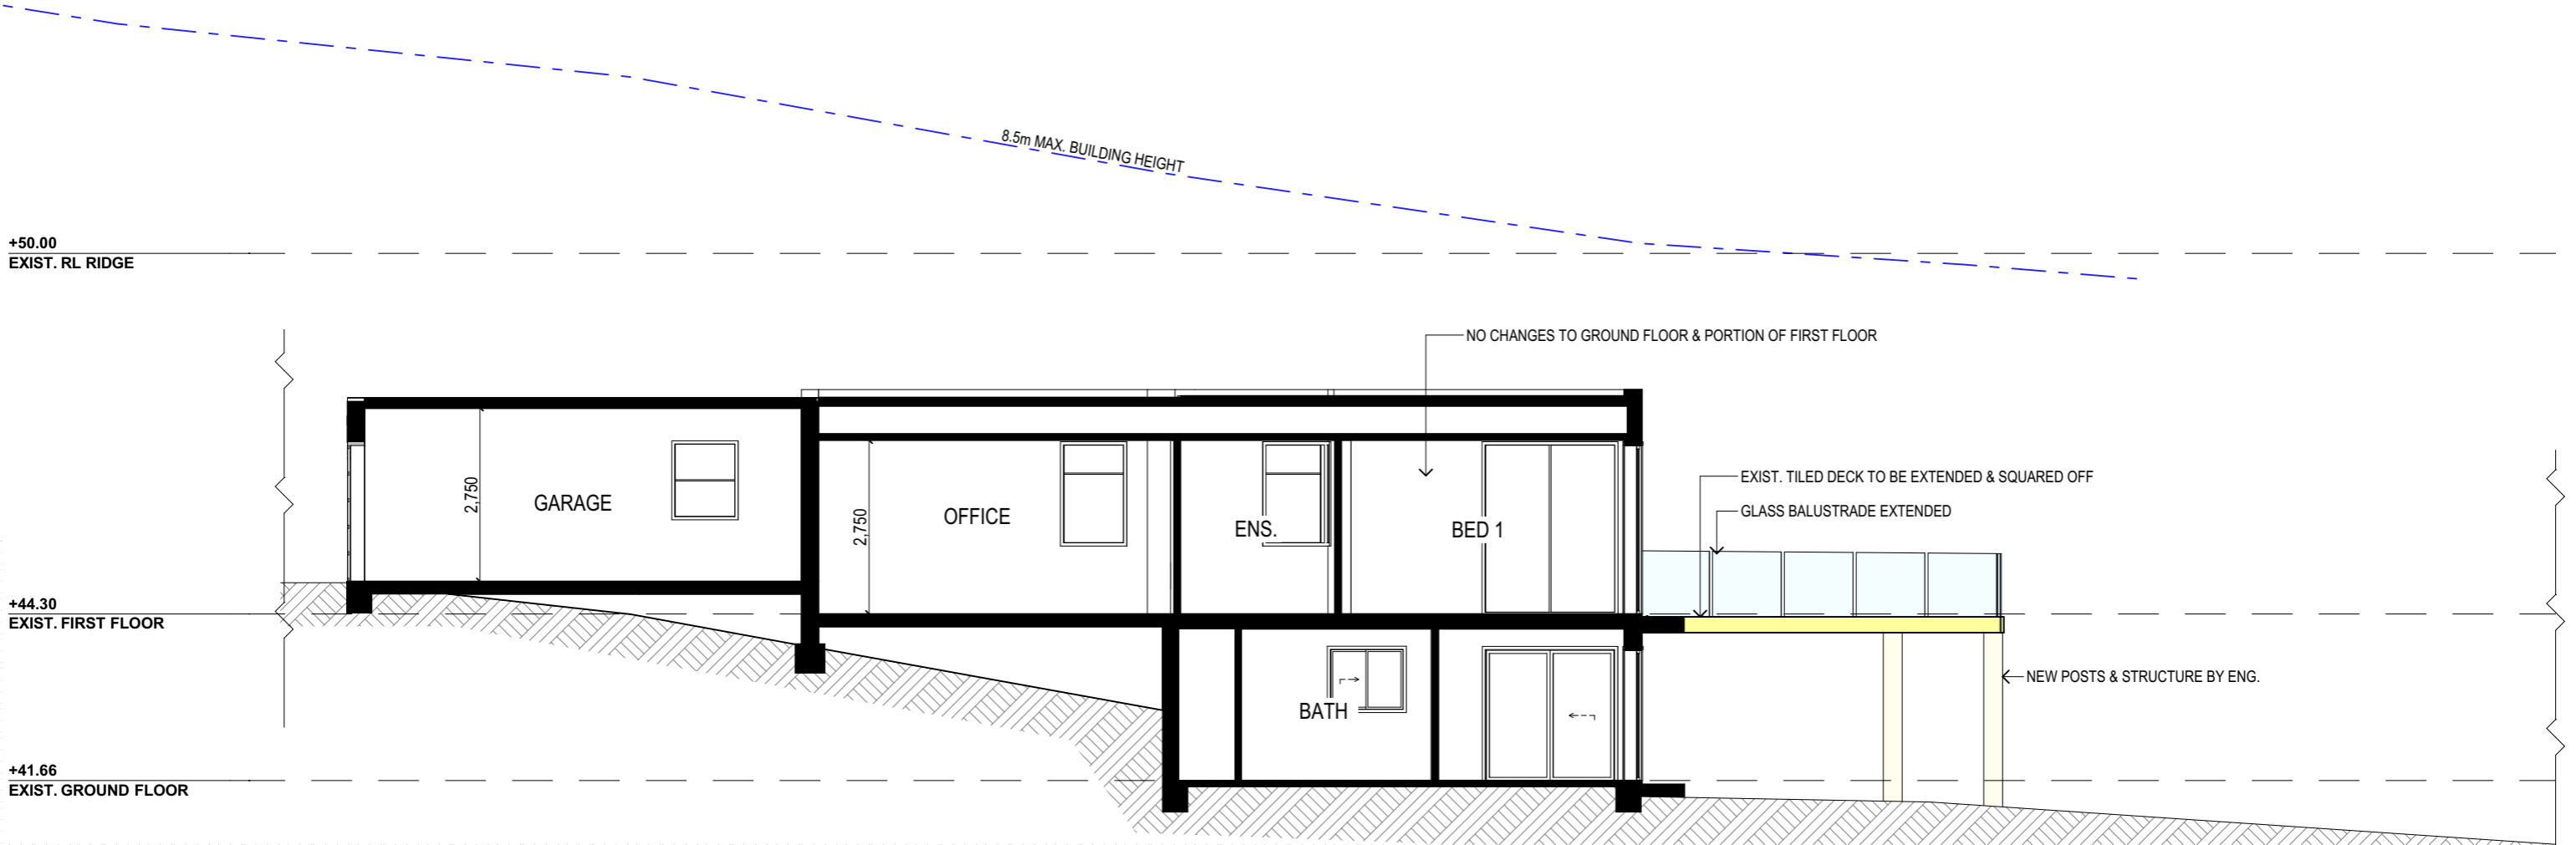 8.5m MAX. BUILDING HEIGHT
+50.00
EXIST. RL RIDGE
NO CHANGES TO GROUND FLOOR & PORTION OF FIRST FLOOR
EXIST. TILED DECK TO BE EXTENDED & SQUARED OFF
GLASS BALUSTRADE EXTENDED
2,750
GARAGE
2,750
OFFICE
ENS.
BED 1
+44.30
EXIST. FIRST FLOOR
NEW POSTS & STRUCTURE BY ENG.
BATH
+41.66
EXIST. GROUND FLOOR